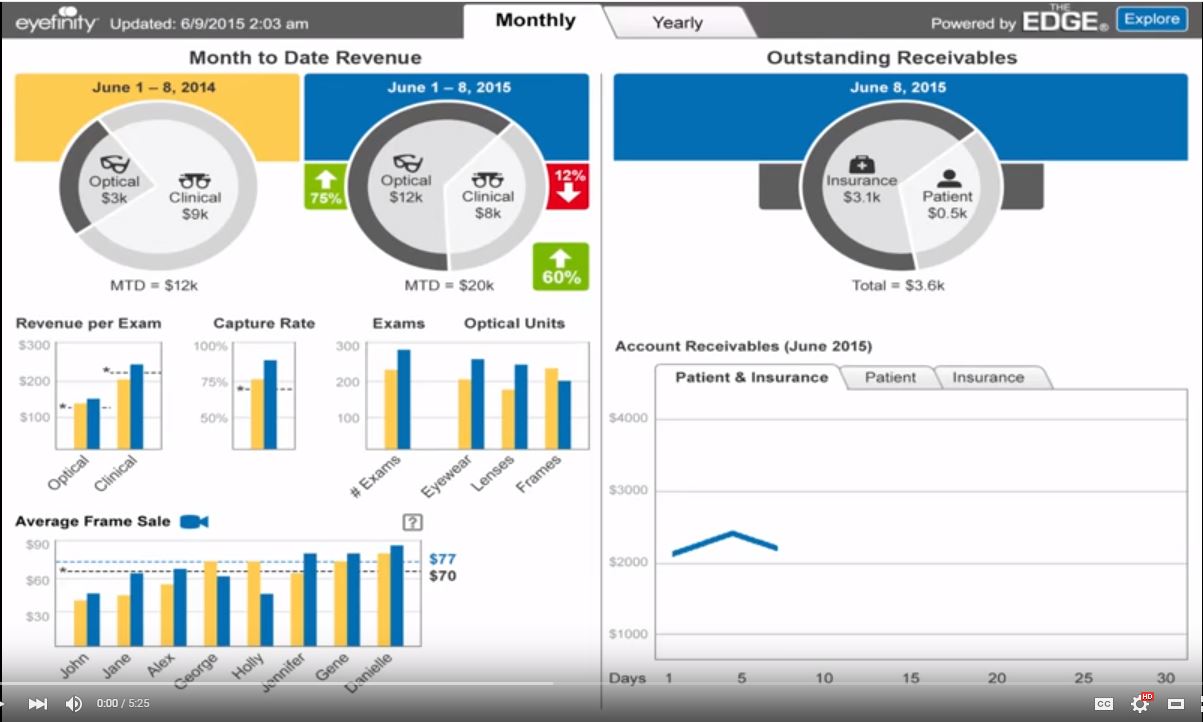 eyefinity Updated: 6/9/2015 2:03 am
Monthly
Yearly
Powered by THE EDGE® Explore
Month to Date Revenue
June 1 – 8, 2014
Optical
$3k
Clinical
$9k
MTD = $12k
June 1 – 8, 2015
75%
Optical
$12k
Clinical
$8k
12%
60%
MTD = $20k
Outstanding Receivables
June 8, 2015
Insurance
$3.1k
Patient
$0.5k
Total = $3.6k
Revenue per Exam
$300
$200
$100
*
*
Optical
Clinical
Capture Rate
100%
75%
50%
*
Exams
Optical Units
300
200
100
# Exams
Eyewear
Lenses
Frames
Average Frame Sale
?
$90
$60
$30
*
$77
$70
John
Jane
Alex
George
Holly
Jennifer
Gene
Danielle
Account Receivables (June 2015)
Patient & Insurance
Patient
Insurance
$4000
$3000
$2000
$1000
Days 1 5 10 15 20 25 30
0:00 / 5:25
CC
HD